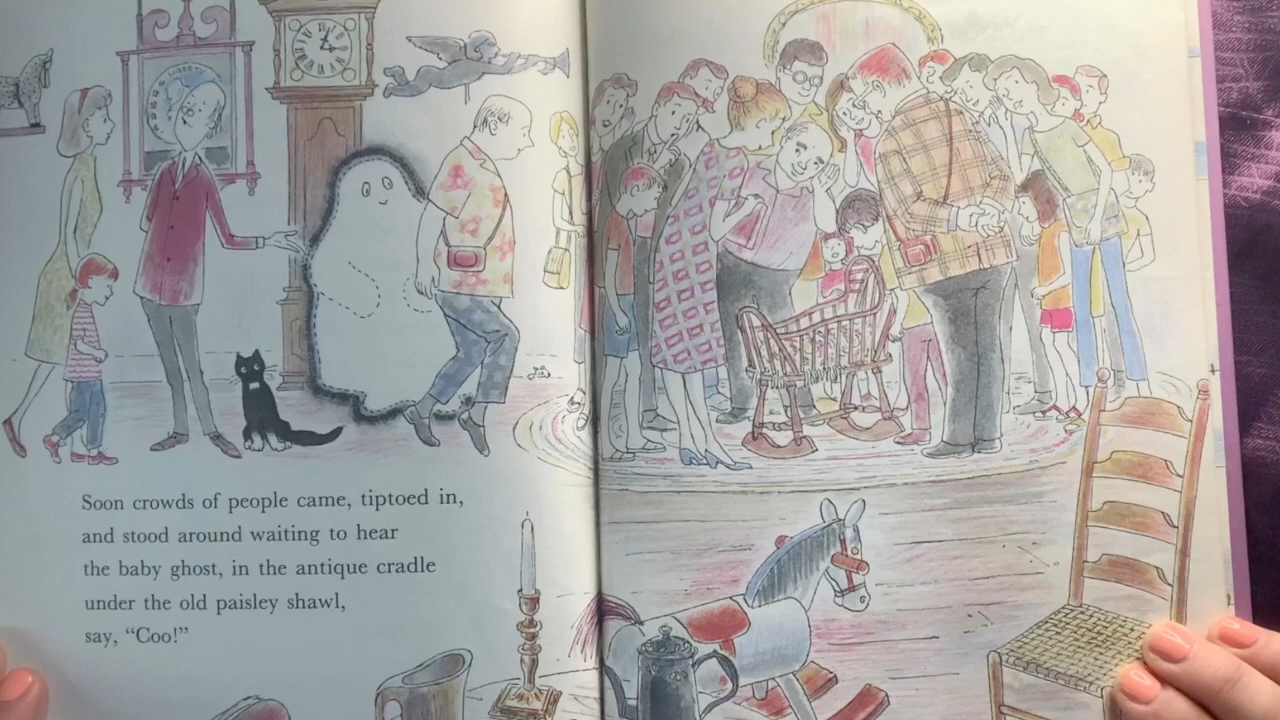 Soon crowds of people came, tiptoed in,
and stood around waiting to hear
the baby ghost, in the antique cradle
under the old paisley shawl,
say, “Coo!”